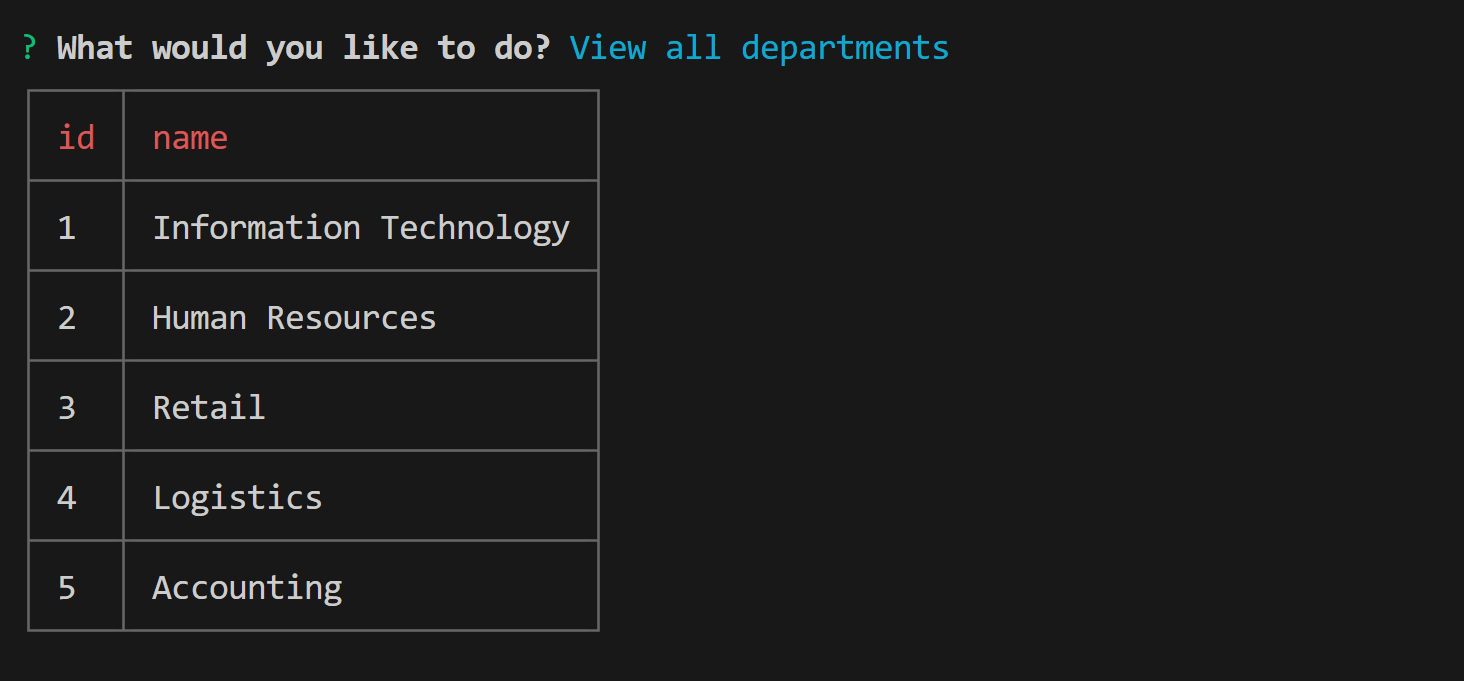 ? What would you like to do? View all departments
id name
1 Information Technology
2 Human Resources
3 Retail
4 Logistics
5 Accounting